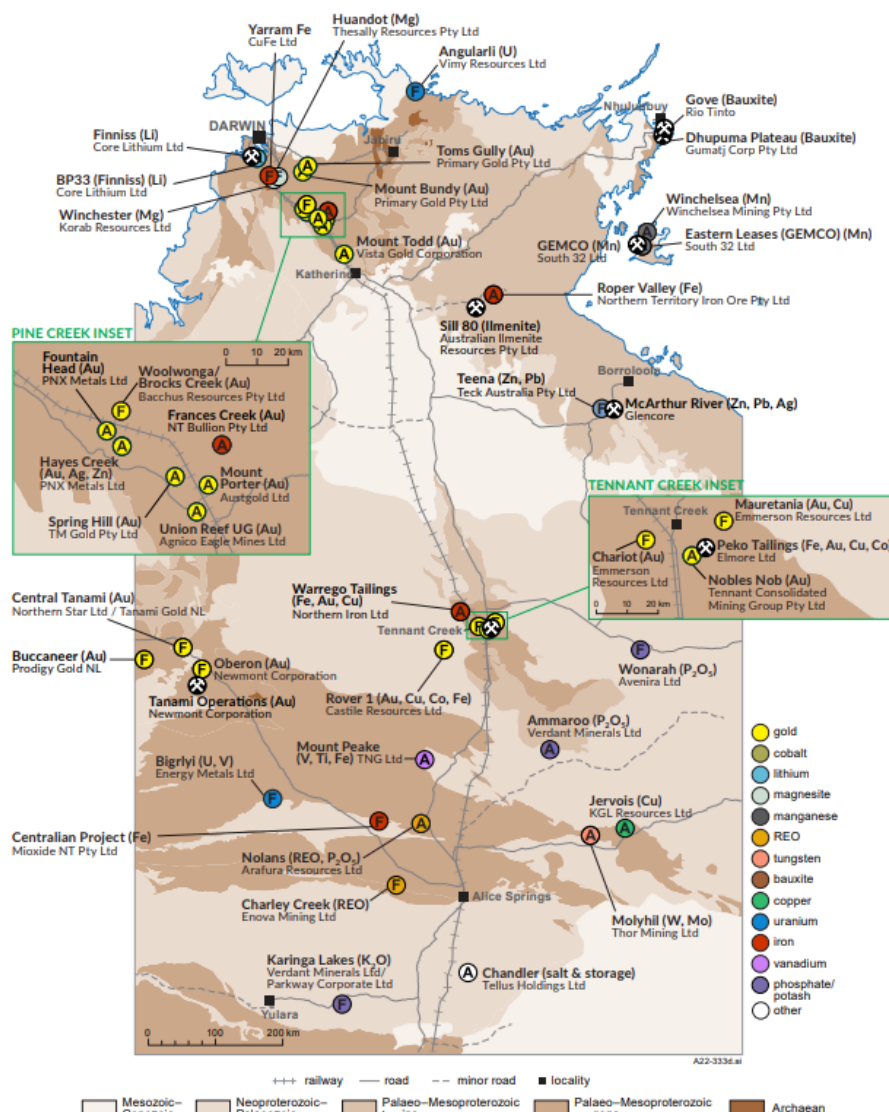 Huandot (Mg)
Thesally Resources Pty Ltd
Yarram Fe
CuFe Ltd
Angularli (U)
Vimy Resources Ltd
Nhulunbuy
Gove (Bauxite)
Rio Tinto
Dhupuma Plateau (Bauxite)
Gumatj Corp Pty Ltd
DARWIN
Finniss (Li)
Core Lithium Ltd
Jabiru
Toms Gully (Au)
Primary Gold Pty Ltd
BP33 (Finniss) (Li)
Core Lithium Ltd
Mount Bundy (Au)
Primary Gold Pty Ltd
Winchester (Mg)
Korab Resources Ltd
Winchelsea (Mn)
Winchelsea Mining Pty Ltd
Eastern Leases (GEMCO) (Mn)
South 32 Ltd
GEMCO (Mn)
South 32 Ltd
Mount Todd (Au)
Vista Gold Corporation
Katherine
Roper Valley (Fe)
Northern Territory Iron Ore Pty Ltd
Sill 80 (Ilmenite)
Australian Ilmenite
Resources Pty Ltd
PINE CREEK INSET
0 10 20 km
Fountain
Head (Au)
PNX Metals Ltd
Woolwonga/
Brocks Creek (Au)
Bacchus Resources Pty Ltd
Frances Creek (Au)
NT Bullion Pty Ltd
Hayes Creek
(Au, Ag, Zn)
PNX Metals Ltd
Mount
Porter (Au)
Austgold Ltd
Spring Hill (Au)
TM Gold Pty Ltd
Union Reef UG (Au)
Agnico Eagle Mines Ltd
Borroloola
Teena (Zn, Pb)
Teck Australia Pty Ltd
McArthur River (Zn, Pb, Ag)
Glencore
TENNANT CREEK INSET
Tennant Creek
Mauretania (Au, Cu)
Emmerson Resources Ltd
Chariot (Au)
Emmerson
Resources Ltd
Peko Tailings (Fe, Au, Cu, Co)
Elmore Ltd
Nobles Nob (Au)
Tennant Consolidated
Mining Group Pty Ltd
0 10 20 km
Central Tanami (Au)
Northern Star Ltd / Tanami Gold NL
Warrego Tailings
(Fe, Au, Cu)
Northern Iron Ltd
Tennant Creek
Buccaneer (Au)
Prodigy Gold NL
Oberon (Au)
Newmont Corporation
Tanami Operations (Au)
Newmont Corporation
Rover 1 (Au, Cu, Co, Fe)
Castile Resources Ltd
Wonarah (P₂O₅)
Avenira Ltd
Ammaroo (P₂O₅)
Verdant Minerals Ltd
Mount Peake
(V, Ti, Fe) TNG Ltd
Bigrlyi (U, V)
Energy Metals Ltd
Jervois (Cu)
KGL Resources Ltd
Centralian Project (Fe)
Mioxide NT Pty Ltd
Nolans (REO, P₂O₅)
Arafura Resources Ltd
Charley Creek (REO)
Enova Mining Ltd
Alice Springs
Molyhil (W, Mo)
Thor Mining Ltd
Karinga Lakes (K₂O)
Verdant Minerals Ltd/
Parkway Corporate Ltd
Chandler (salt & storage)
Tellus Holdings Ltd
Yulara
0 100 200 km
gold
cobalt
lithium
magnesite
manganese
REO
tungsten
bauxite
copper
uranium
iron
vanadium
phosphate/
potash
other
A22-333d.ai
railway road minor road locality
Mesozoic– Neoproterozoic– Palaeo–Mesoproterozoic Palaeo–Mesoproterozoic Archaean